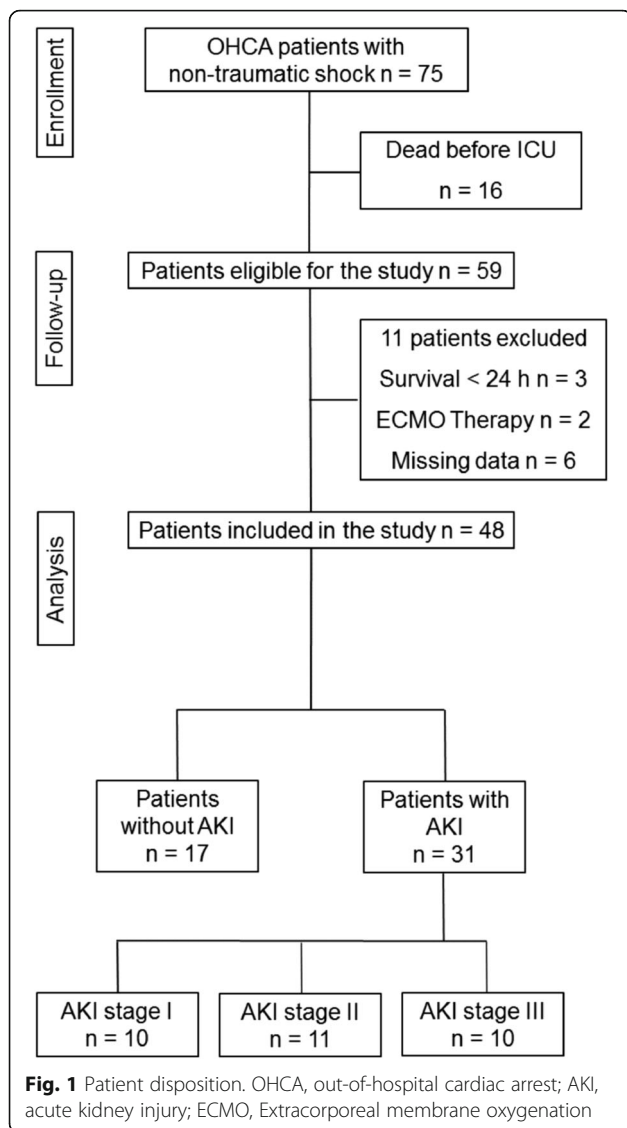 Enrollment
OHCA patients with
non-traumatic shock n = 75
Dead before ICU
n = 16
Follow-up
Patients eligible for the study n = 59
11 patients excluded
Survival < 24 h n = 3
ECMO Therapy n = 2
Missing data n = 6
Analysis
Patients included in the study n = 48
Patients
without AKI
n = 17
Patients with
AKI
n = 31
AKI stage I
n = 10
AKI stage II
n = 11
AKI stage III
n = 10
Fig. 1 Patient disposition. OHCA, out-of-hospital cardiac arrest; AKI,
acute kidney injury; ECMO, Extracorporeal membrane oxygenation